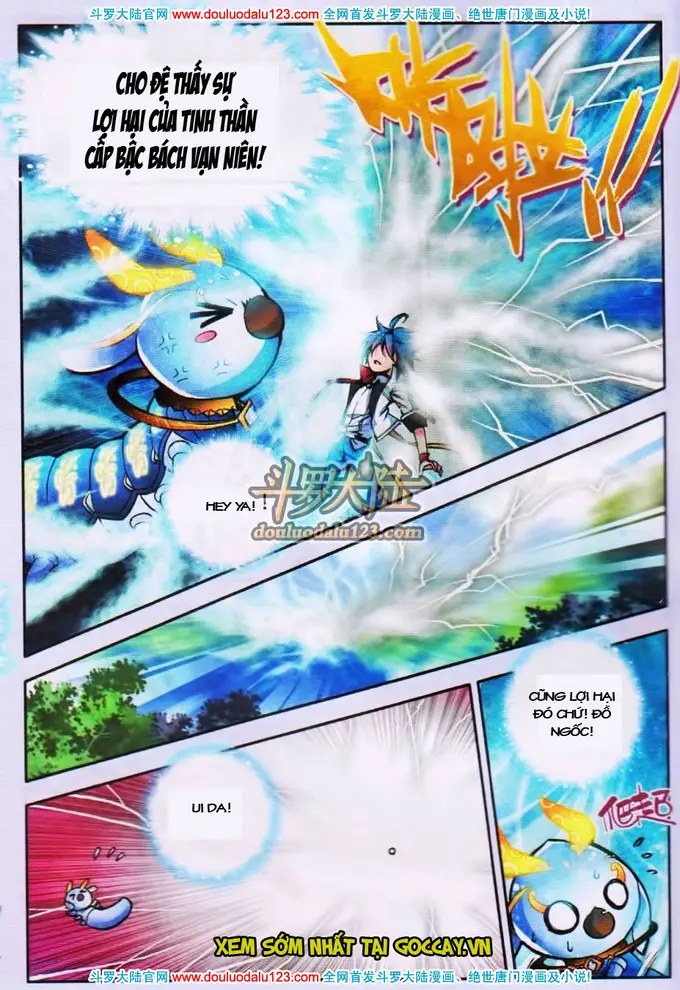 斗罗大陆官网 www.douluodalu123.com 全网首发斗罗大陆漫画、绝世唐门漫画及小说!
CHO ĐỆ THẤY SỰ
LỢI HẠI CỦA TINH THẦN
CẤP BẬC BÁCH VẠN NIÊN!
HEY YA!
斗罗大陆
douluodalu123.com
CŨNG LỢI HẠI
ĐÓ CHỨ! ĐỒ
NGỐC!
UI DA!
爬起
XEM SỚM NHẤT TẠI GOCCAY.VN
斗罗大陆官网 www.douluodalu123.com 全网首发斗罗大陆漫画、绝世唐门漫画及小说!